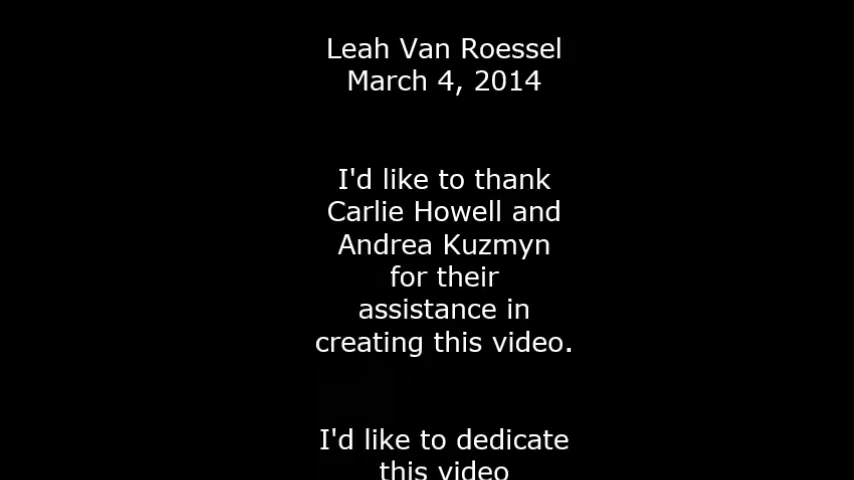 Leah Van Roessel
March 4, 2014
I'd like to thank
Carlie Howell and
Andrea Kuzmyn
for their
assistance in
creating this video.
I'd like to dedicate
this video